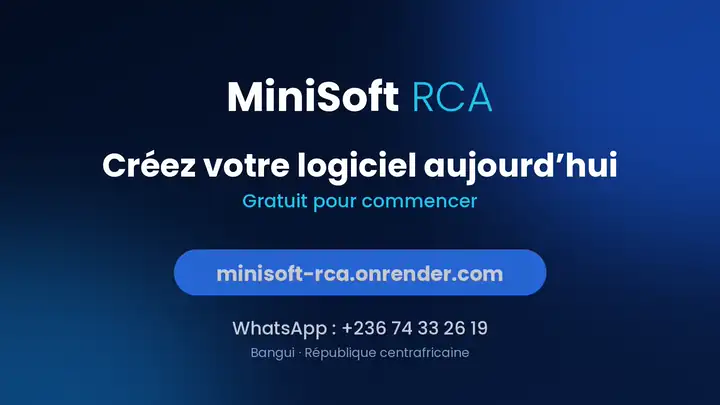 MiniSoft RCA
Créez votre logiciel aujourd’hui
Gratuit pour commencer
minisoft-rca.onrender.com
WhatsApp : +236 74 33 26 19
Bangui · République centrafricaine